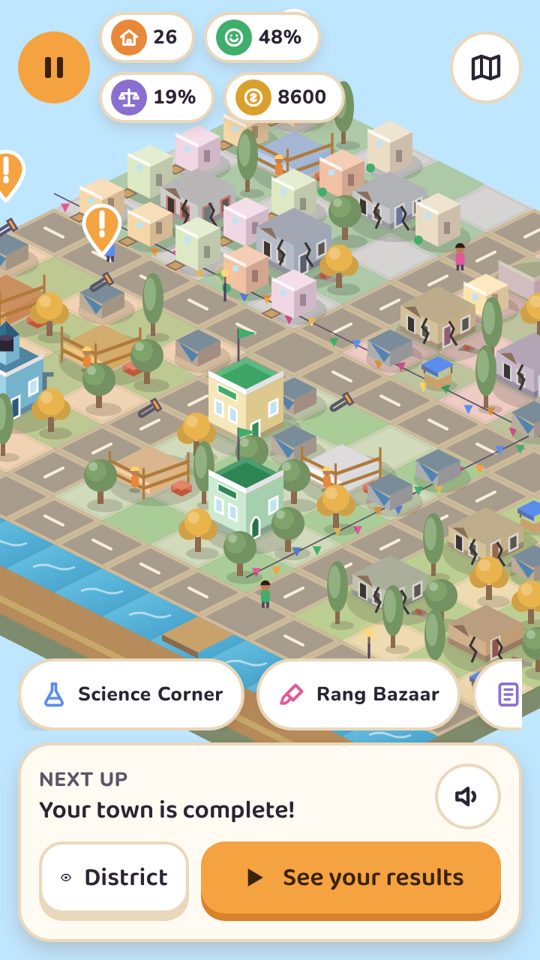 26
48%
19%
8600
Science Corner
Rang Bazaar
NEXT UP
Your town is complete!
District
See your results